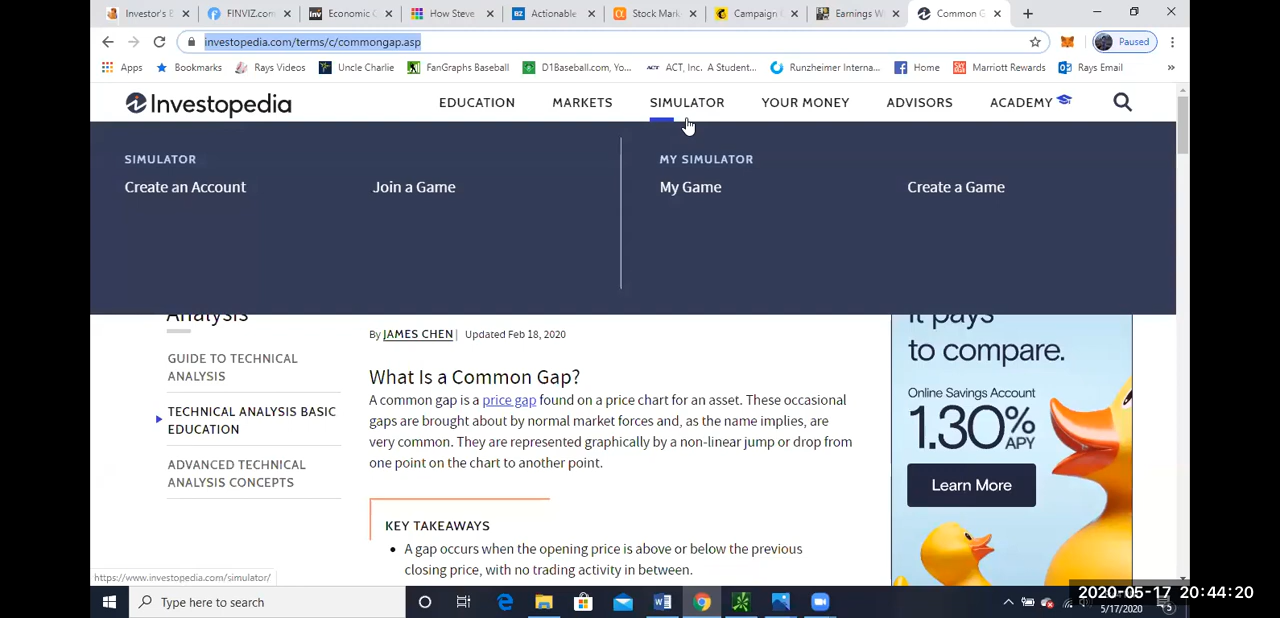 Investor's B
FINVIZ.com
Economic C
How Steve
Actionable
Stock Mark
Campaign
Earnings W
Common G
investopedia.com/terms/c/commongap.asp
Paused
Apps
Bookmarks
Rays Videos
Uncle Charlie
FanGraphs Baseball
D1Baseball.com, Yo...
ACT, Inc. A Student...
Runzheimer Interna...
Home
Marriott Rewards
Rays Email
»
Investopedia
EDUCATION
MARKETS
SIMULATOR
YOUR MONEY
ADVISORS
ACADEMY
SIMULATOR
Create an Account
Join a Game
MY SIMULATOR
My Game
Create a Game
Analysis
GUIDE TO TECHNICAL
ANALYSIS
TECHNICAL ANALYSIS BASIC
EDUCATION
ADVANCED TECHNICAL
ANALYSIS CONCEPTS
By JAMES CHEN | Updated Feb 18, 2020
What Is a Common Gap?
A common gap is a price gap found on a price chart for an asset. These occasional
gaps are brought about by normal market forces and, as the name implies, are
very common. They are represented graphically by a non-linear jump or drop from
one point on the chart to another point.
KEY TAKEAWAYS
• A gap occurs when the opening price is above or below the previous
closing price, with no trading activity in between.
It pays
to compare.
Online Savings Account
1.30% APY
Learn More
https://www.investopedia.com/simulator/
Type here to search
2020-05-17 20:44:20
5/17/2020